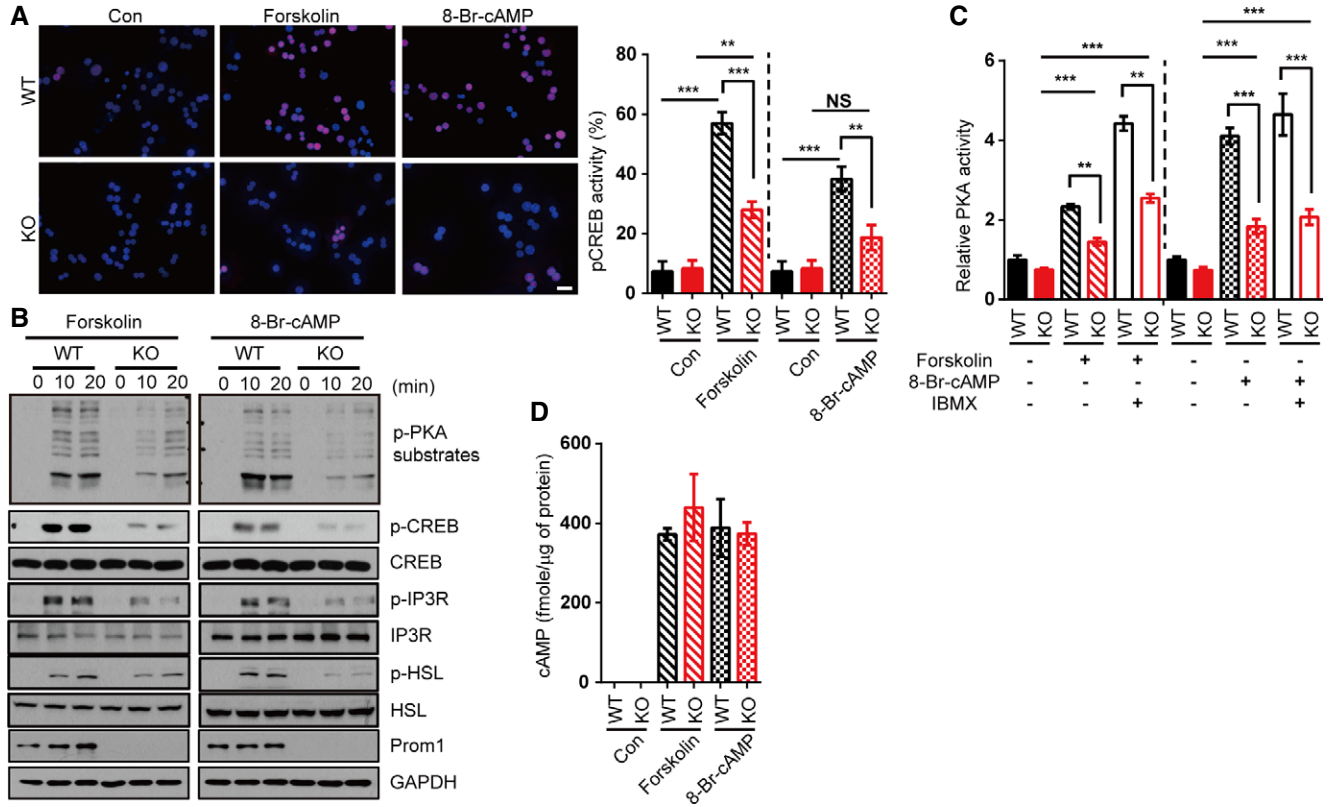 A
Con
Forskolin
8-Br-cAMP
WT
KO
pCREB activity (%)
80
60
40
20
0
***
**
***
NS
***
**
WT
KO
WT
KO
WT
KO
WT
KO
Con
Forskolin
Con
8-Br-cAMP
C
Relative PKA activity
6
4
2
0
***
***
**
**
***
***
***
***
WT
KO
WT
KO
WT
KO
WT
KO
WT
KO
WT
KO
Forskolin - + + - - -
8-Br-cAMP - - - - + +
IBMX - - + - - +
B
Forskolin
8-Br-cAMP
WT KO WT KO
0 10 20 0 10 20 0 10 20 0 10 20 (min)
p-PKA
substrates
p-CREB
CREB
p-IP3R
IP3R
p-HSL
HSL
Prom1
GAPDH
D
cAMP (fmole/μg of protein)
600
400
200
0
WT
KO
WT
KO
WT
KO
Con
Forskolin
8-Br-cAMP